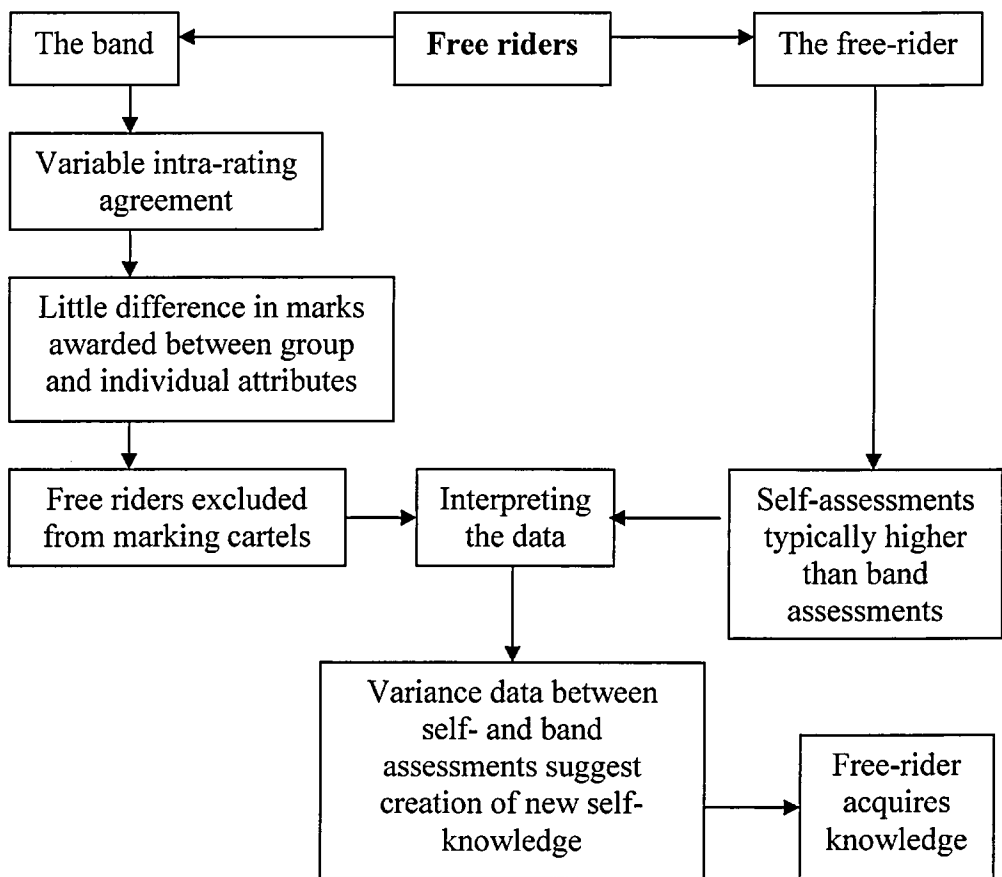 The band
Free riders
The free-rider
Variable intra-rating
agreement
Little difference in marks
awarded between group
and individual attributes
Free riders excluded
from marking cartels
Interpreting
the data
Self-assessments
typically higher
than band
assessments
Variance data between
self- and band
assessments suggest
creation of new self-
knowledge
Free-rider
acquires
knowledge